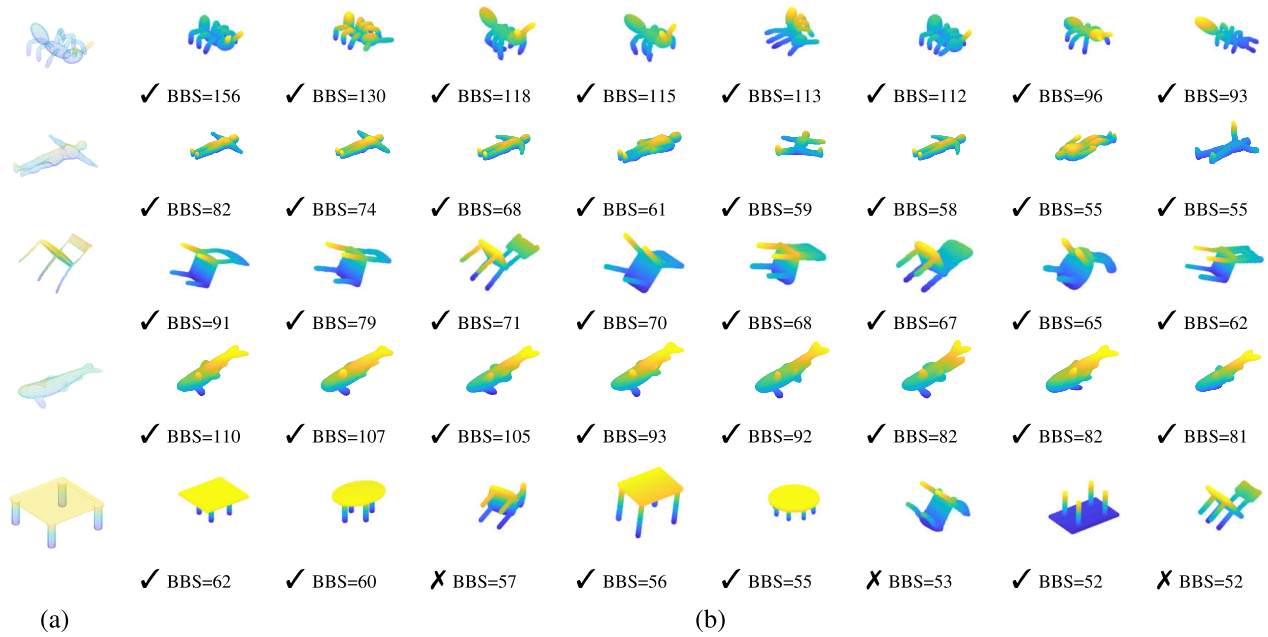 ✓ BBS=156 ✓ BBS=130 ✓ BBS=118 ✓ BBS=115 ✓ BBS=113 ✓ BBS=112 ✓ BBS=96 ✓ BBS=93
✓ BBS=82 ✓ BBS=74 ✓ BBS=68 ✓ BBS=61 ✓ BBS=59 ✓ BBS=58 ✓ BBS=55 ✓ BBS=55
✓ BBS=91 ✓ BBS=79 ✓ BBS=71 ✓ BBS=70 ✓ BBS=68 ✓ BBS=67 ✓ BBS=65 ✓ BBS=62
✓ BBS=110 ✓ BBS=107 ✓ BBS=105 ✓ BBS=93 ✓ BBS=92 ✓ BBS=82 ✓ BBS=82 ✓ BBS=81
✓ BBS=62 ✓ BBS=60 ✗ BBS=57 ✓ BBS=56 ✓ BBS=55 ✗ BBS=53 ✓ BBS=52 ✗ BBS=52
(a) (b)